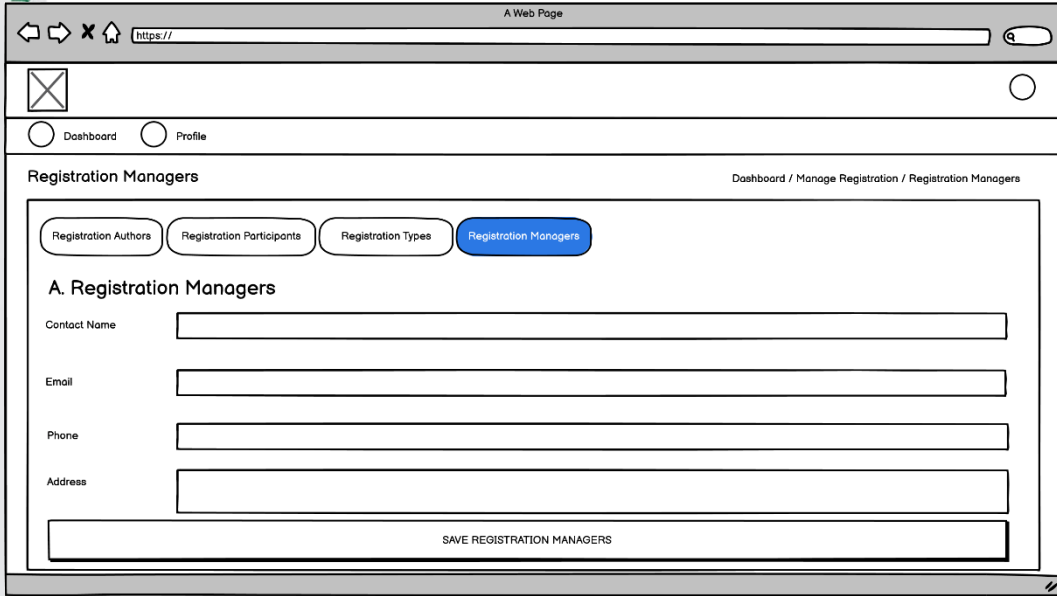 A Web Page
https://
Dashboard Profile
Registration Managers Dashboard / Manage Registration / Registration Managers
Registration Authors Registration Participants Registration Types Registration Managers
A. Registration Managers
Contact Name
Email
Phone
Address
SAVE REGISTRATION MANAGERS